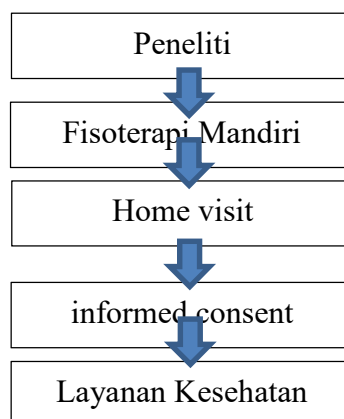 Peneliti
Fisoterapi Mandiri
Home visit
informed consent
Layanan Kesehatan